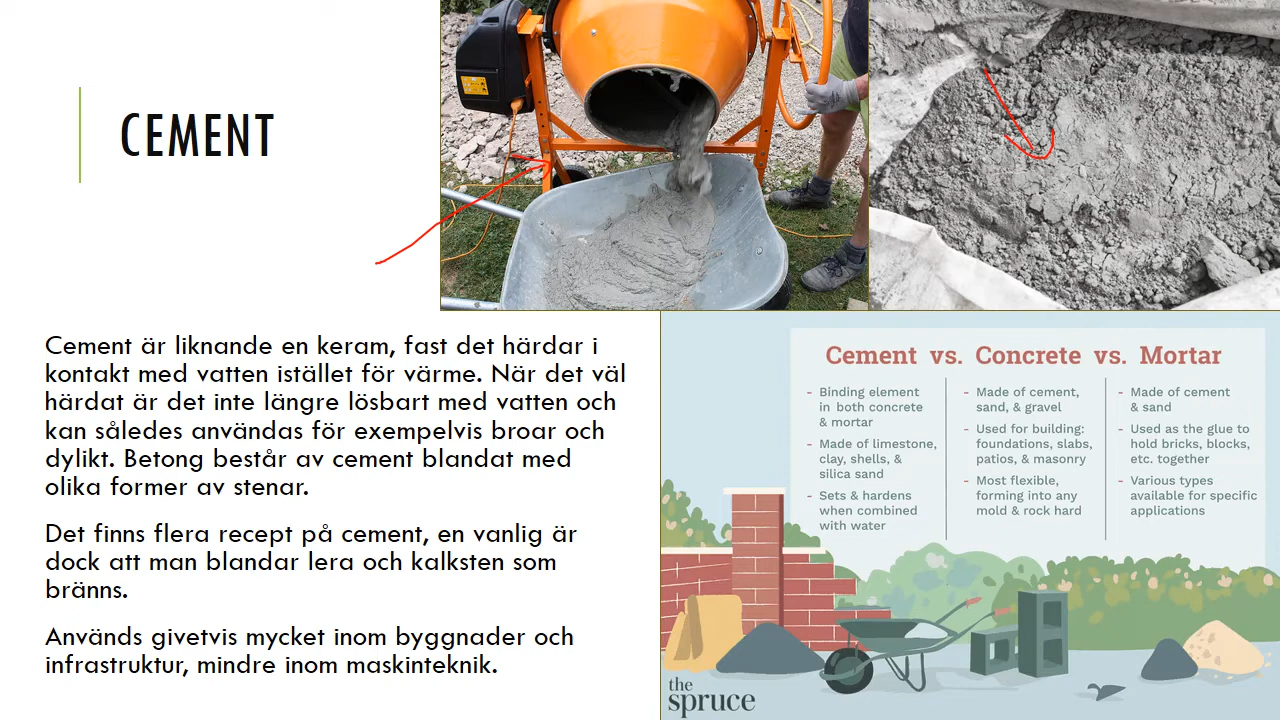 CEMENT
Cement är liknande en keram, fast det härdar i
kontakt med vatten istället för värme. När det väl
härdat är det inte längre lösbart med vatten och
kan således användas för exempelvis broar och
dylikt. Betong består av cement blandat med
olika former av stenar.
Det finns flera recept på cement, en vanlig är
dock att man blandar lera och kalksten som
bränns.
Används givetvis mycket inom byggnader och
infrastruktur, mindre inom maskinteknik.
Cement vs. Concrete vs. Mortar
- Binding element
in both concrete
& mortar
- Made of limestone,
clay, shells, &
silica sand
- Sets & hardens
when combined
with water
- Made of cement,
sand, & gravel
- Used for building:
foundations, slabs,
patios, & masonry
- Most flexible,
forming into any
mold & rock hard
- Made of cement
& sand
- Used as the glue to
hold bricks, blocks,
etc. together
- Various types
available for specific
applications
the
spruce